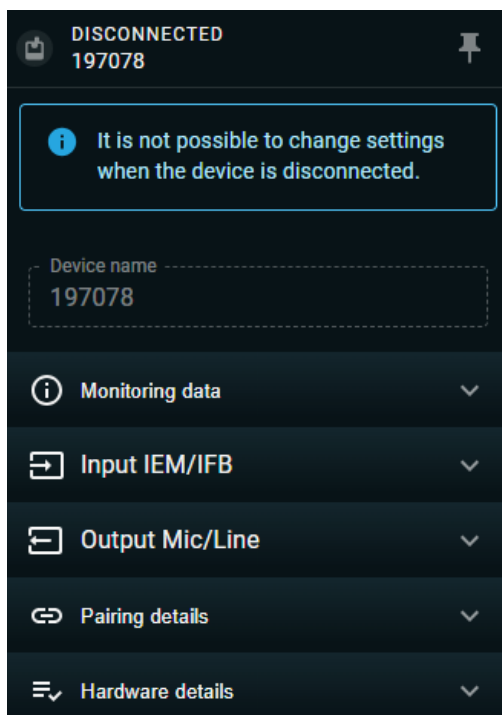 DISCONNECTED
197078
It is not possible to change settings
when the device is disconnected.
Device name
197078
Monitoring data
Input IEM/IFB
Output Mic/Line
Pairing details
Hardware details